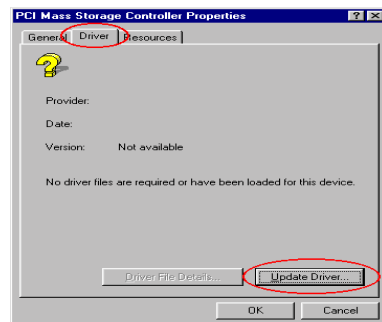 PCI Mass Storage Controller Properties
General Driver Resources
Provider:
Date:
Version: Not available
No driver files are required or have been loaded for this device.
Driver File Details... Update Driver...
OK Cancel